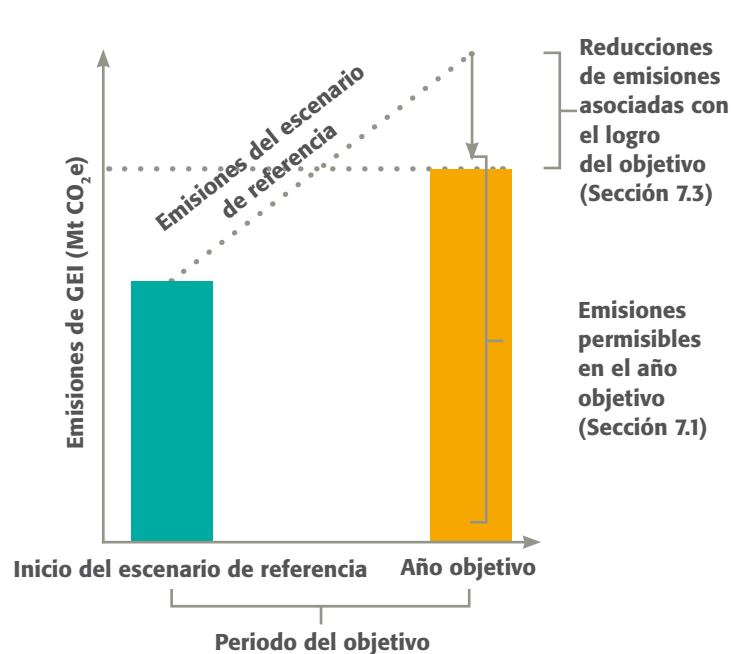 Emisiones de GEI (Mt CO₂e)
Emisiones del escenario
de referencia
Reducciones
de emisiones
asociadas con
el logro
del objetivo
(Sección 7.3)
Emisiones
permisibles
en el año
objetivo
(Sección 7.1)
Inicio del escenario de referencia
Año objetivo
Periodo del objetivo